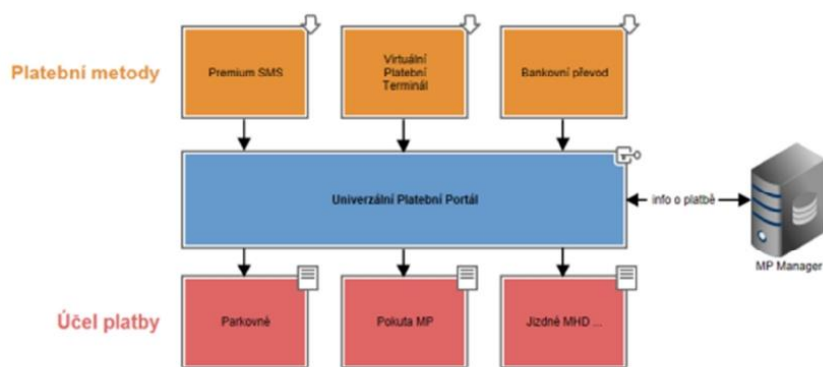 Platební metody
Premium SMS
Virtuální
Platební
Terminál
Bankovní převod
Univerzální Platební Portál
info o platbě
MP Manager
Účel platby
Parkovné
Pokuta MP
Jízdné MHD ...